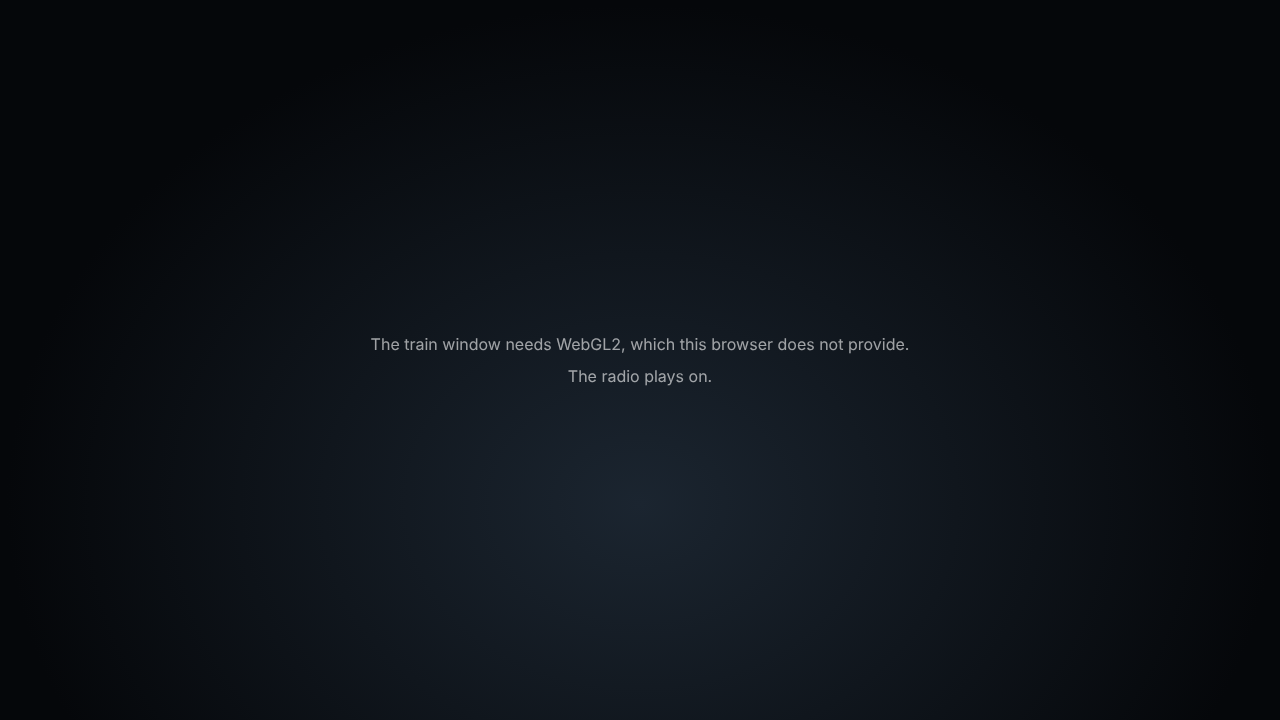 The train window needs WebGL2, which this browser does not provide.
The radio plays on.